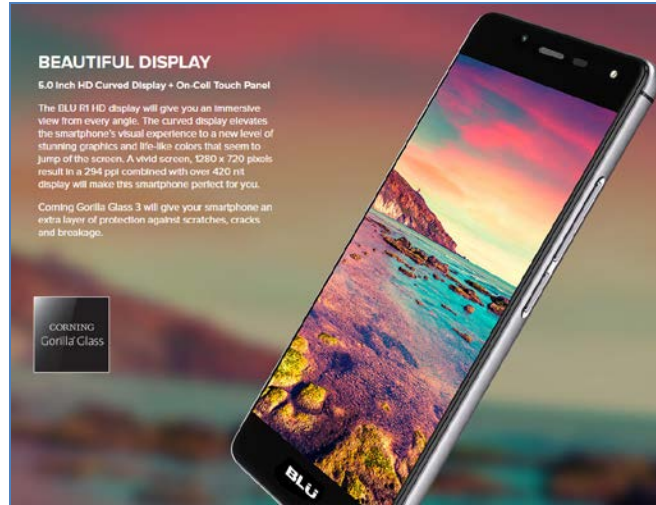 BEAUTIFUL DISPLAY
5.0 Inch HD Curved Display + On-Cell Touch Panel
The BLU R1 HD display will give you an immersive
view from every angle. The curved display elevates
the smartphone's visual experience to a new level of
stunning graphics and life-like colors that seem to
jump of the screen. A vivid screen, 1280 x 720 pixels
result in a 294 ppi combined with over 420 nit
display will make this smartphone perfect for you.
Corning Gorilla Glass 3 will give your smartphone an
extra layer of protection against scratches, cracks
and breakage.
CORNING
Gorilla Glass
BLU